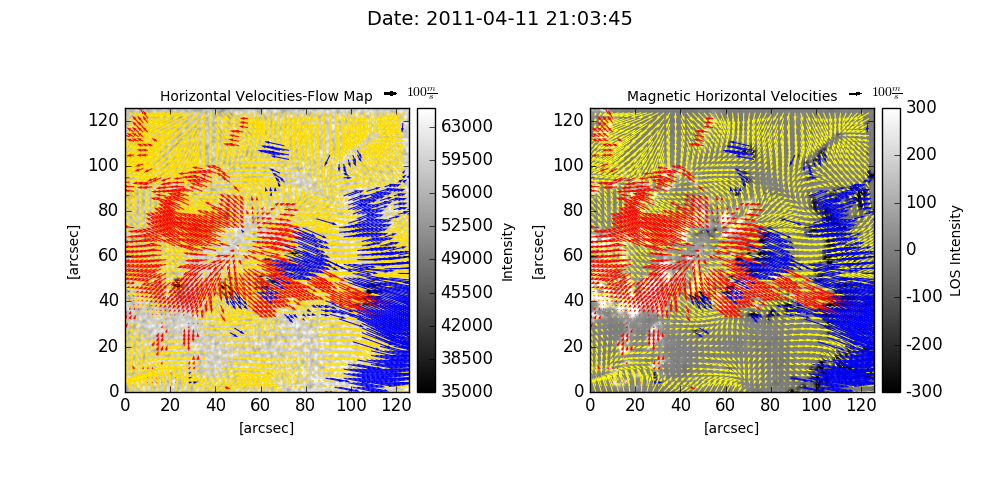 Date: 2011-04-11 21:03:45
Horizontal Velocities-Flow Map
100 m/s
120
100
80
60
40
20
0
[arcsec]
0 20 40 60 80 100 120
[arcsec]
63000
59500
56000
52500
49000
45500
42000
38500
35000
Intensity
Magnetic Horizontal Velocities
100 m/s
120
100
80
60
40
20
0
[arcsec]
0 20 40 60 80 100 120
[arcsec]
300
200
100
0
-100
-200
-300
LOS Intensity